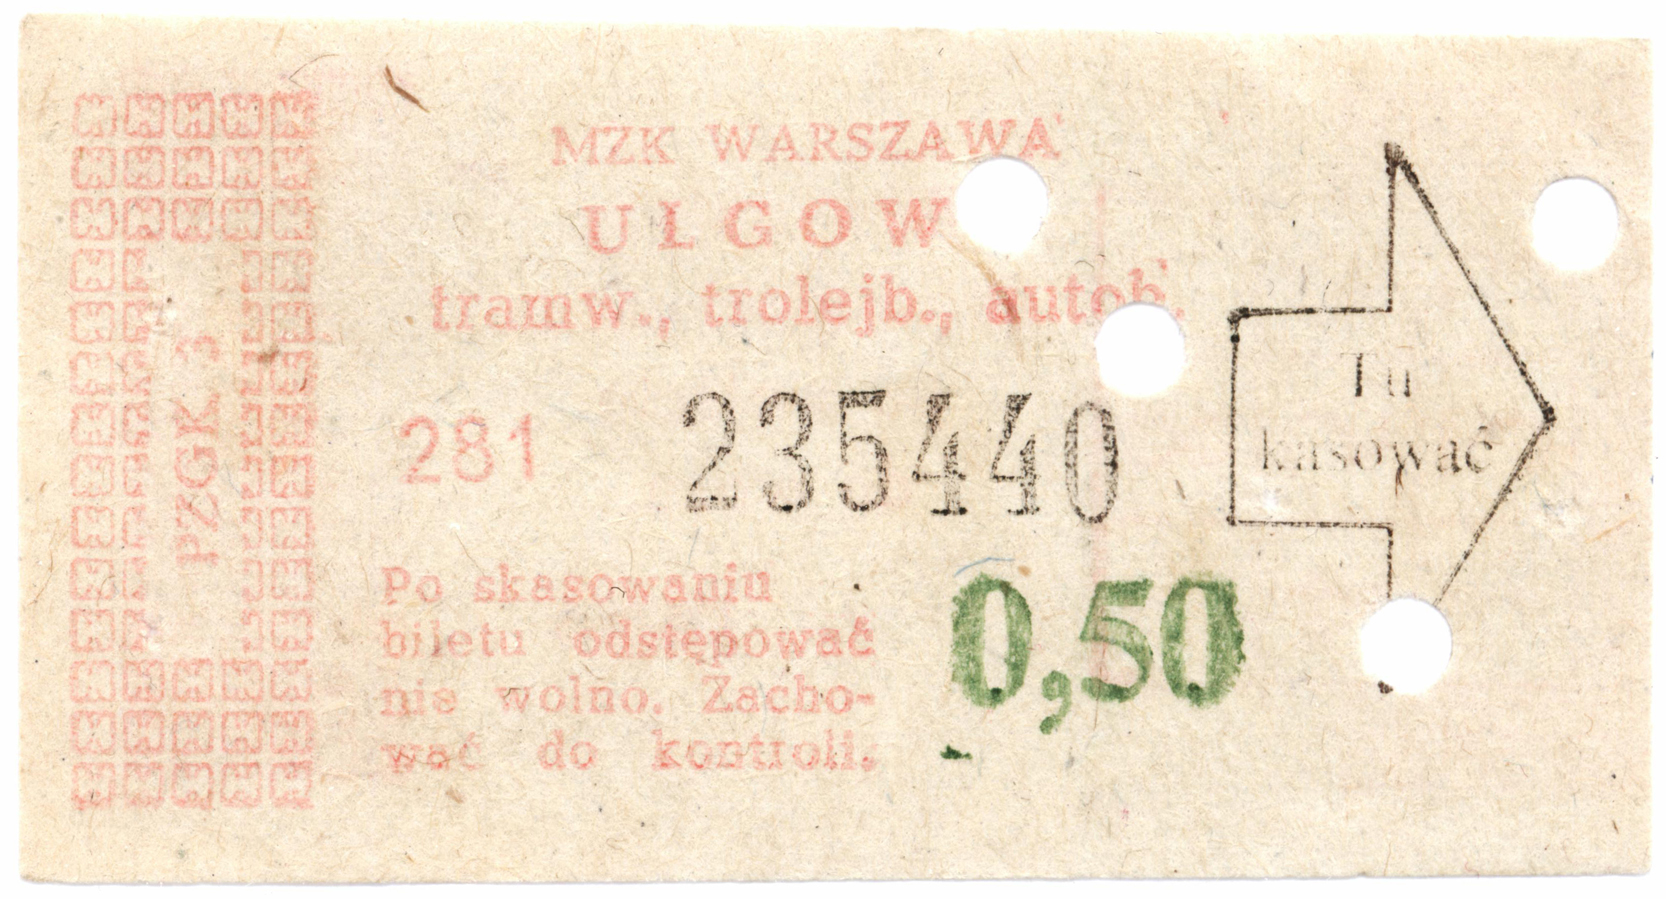 MZK WARSZAWA
ULGOW
tramw., trolejb., autob.
281
235440
Tu
kasować
PZGK 3
Po skasowaniu
biletu odstępować
nie wolno. Zacho-
wać do kontroli.
0,50